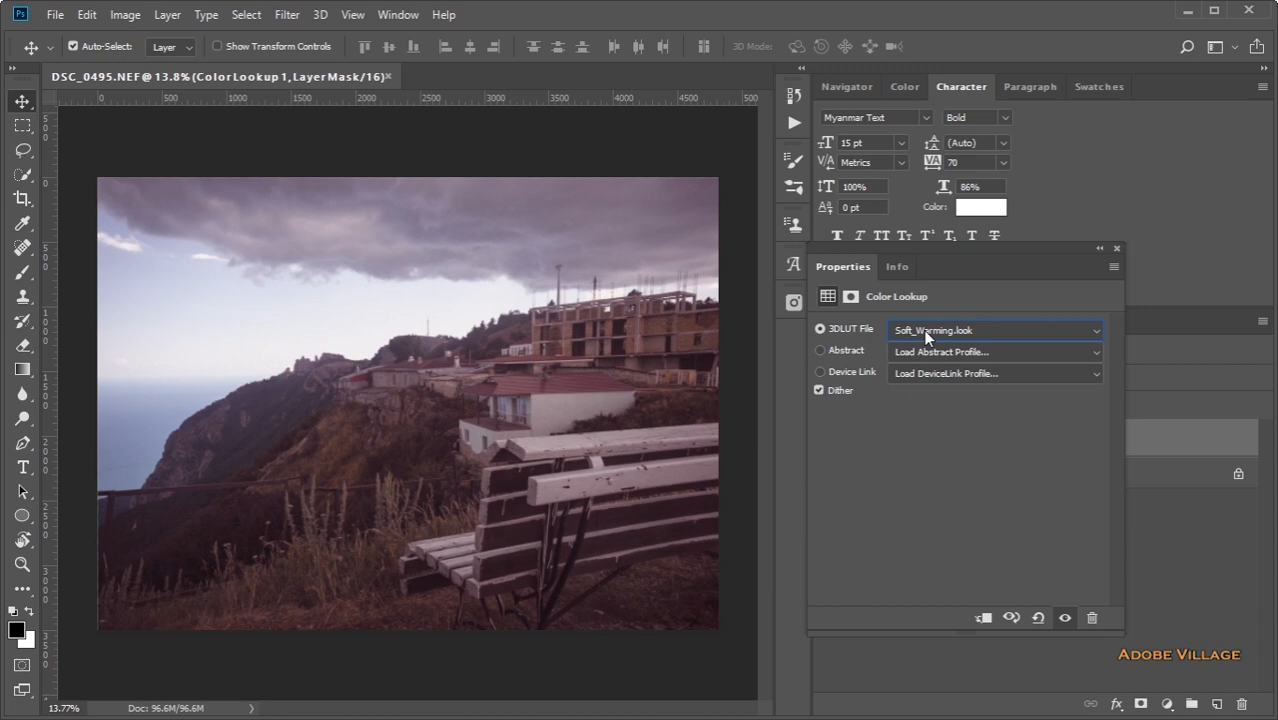 Ps File Edit Image Layer Type Select Filter 3D View Window Help
Auto-Select: Layer Show Transform Controls 3D Mode:
DSC_0495.NEF @ 13.8% (Color Lookup 1, Layer Mask/16)
0 500 1000 1500 2000 2500 3000 3500 4000 4500 500
Navigator Color Character Paragraph Swatches
Myanmar Text Bold
15 pt (Auto)
Metrics 70
100% 86%
0 pt Color:
Properties Info
Color Lookup
3DLUT File Soft_Warming.look
Abstract Load Abstract Profile...
Device Link Load DeviceLink Profile...
Dither
Adobe Village
13.77% Doc: 96.6M/96.6M